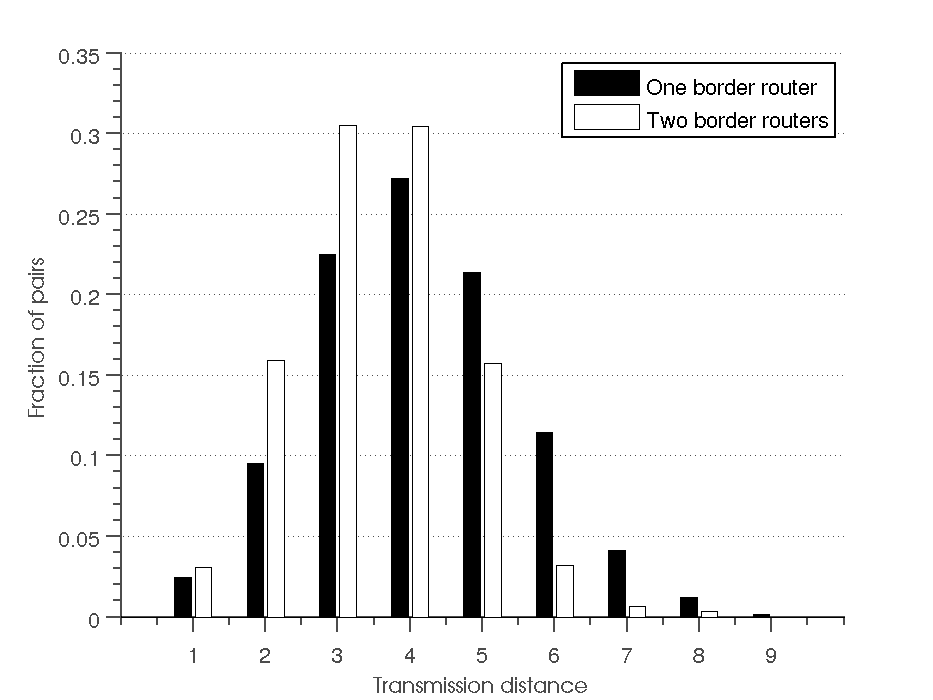 0.35
0.3
0.25
0.2
0.15
0.1
0.05
0
Fraction of pairs
One border router
Two border routers
1 2 3 4 5 6 7 8 9
Transmission distance